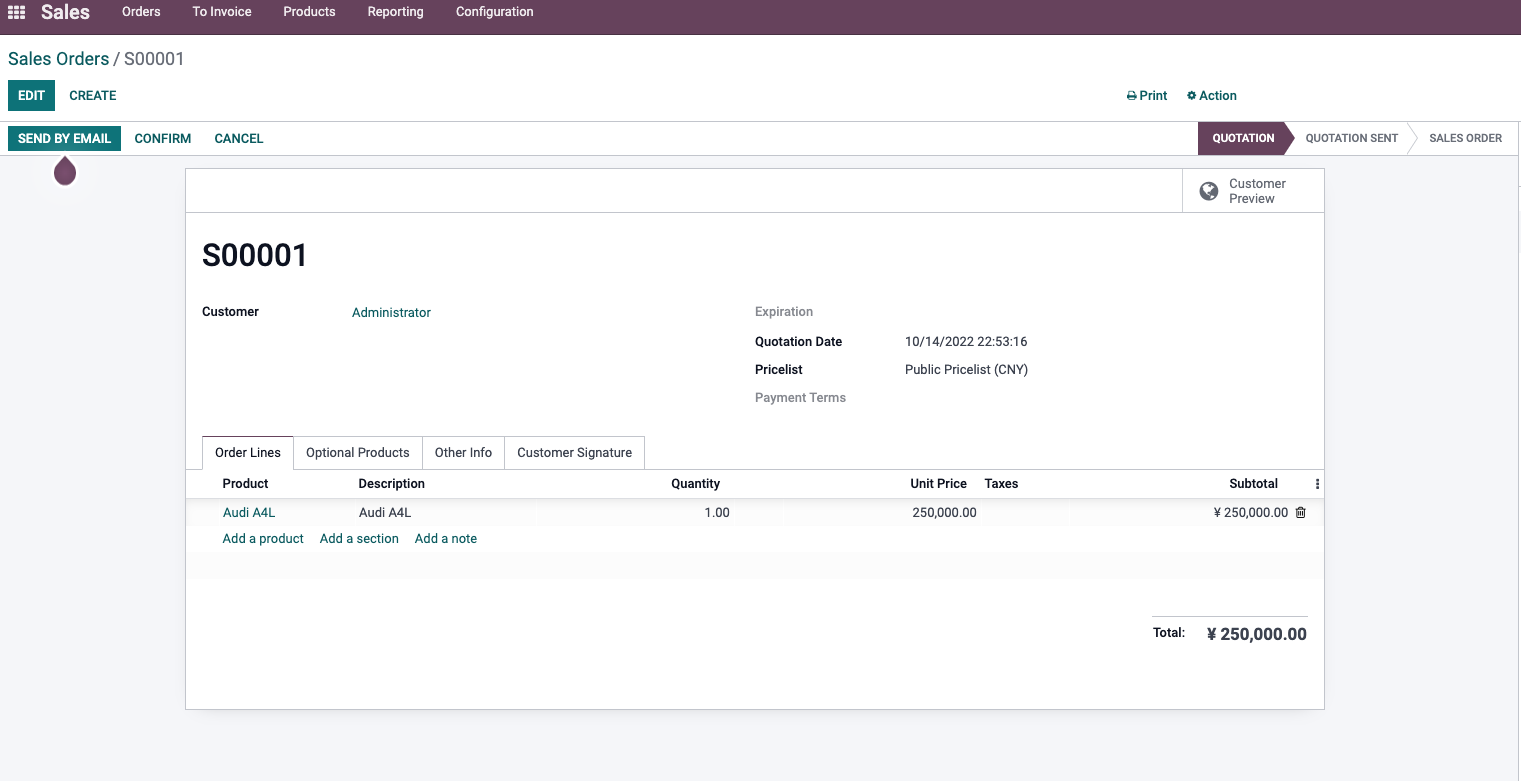 Sales Orders To Invoice Products Reporting Configuration
Sales Orders / S00001
EDIT CREATE Print Action
SEND BY EMAIL CONFIRM CANCEL QUOTATION QUOTATION SENT SALES ORDER
Customer
Preview
S00001
Customer Administrator Expiration
Quotation Date 10/14/2022 22:53:16
Pricelist Public Pricelist (CNY)
Payment Terms
Order Lines Optional Products Other Info Customer Signature
Product Description Quantity Unit Price Taxes Subtotal
Audi A4L Audi A4L 1.00 250,000.00 ¥ 250,000.00
Add a product Add a section Add a note
Total: ¥ 250,000.00